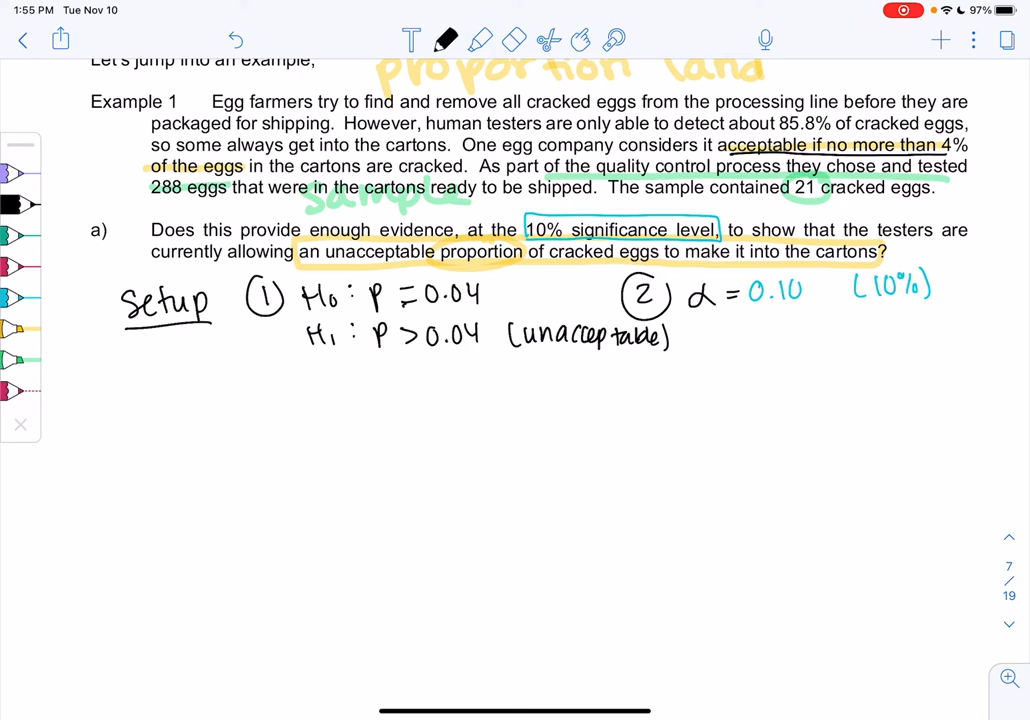 1:55 PM Tue Nov 10
97%
T
Let's jump into an example,
proportion land
Example 1 Egg farmers try to find and remove all cracked eggs from the processing line before they are
packaged for shipping. However, human testers are only able to detect about 85.8% of cracked eggs,
so some always get into the cartons. One egg company considers it acceptable if no more than 4%
of the eggs in the cartons are cracked. As part of the quality control process they chose and tested
288 eggs that were in the cartons ready to be shipped. The sample contained 21 cracked eggs.
sample
a) Does this provide enough evidence, at the 10% significance level, to show that the testers are
currently allowing an unacceptable proportion of cracked eggs to make it into the cartons?
Setup ① H₀ : p = 0.04 ② α = 0.10 (10%)
H₁ : p > 0.04 (unacceptable)
7
/
19